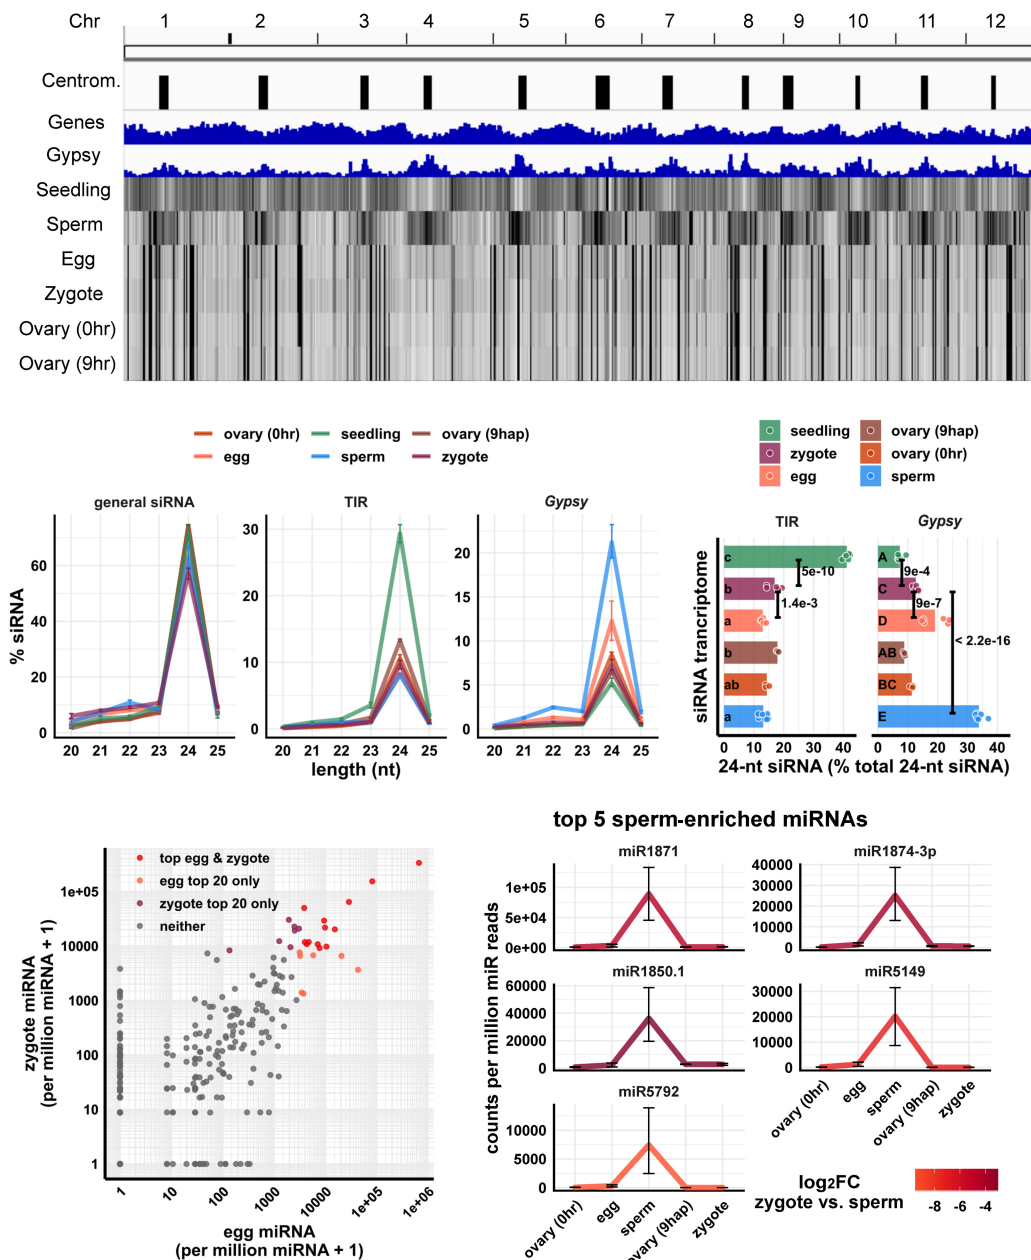 Chr 1 2 3 4 5 6 7 8 9 10 11 12
Centrom.
Genes
Gypsy
Seedling
Sperm
Egg
Zygote
Ovary (0hr)
Ovary (9hr)
ovary (0hr) seedling ovary (9hap)
egg sperm zygote
general siRNA TIR Gypsy
% siRNA
60
40
20
0
30
20
10
0
20
15
10
5
0
20 21 22 23 24 25
20 21 22 23 24 25
20 21 22 23 24 25
length (nt)
seedling ovary (9hap)
zygote ovary (0hr)
egg sperm
TIR Gypsy
siRNA trancriptome
c
b
a
b
ab
a
5e-10
1.4e-3
A
C
D
AB
BC
E
9e-4
9e-7
< 2.2e-16
0 10 20 30 40
0 10 20 30 40
24-nt siRNA (% total 24-nt siRNA)
top egg & zygote
egg top 20 only
zygote top 20 only
neither
zygote miRNA
(per million miRNA + 1)
1e+05
10000
1000
100
10
1
1 10 100 1000 10000 1e+05 1e+06
egg miRNA
(per million miRNA + 1)
top 5 sperm-enriched miRNAs
counts per million miR reads
miR1871
1e+05
5e+04
0e+00
miR1874-3p
40000
30000
20000
10000
0
miR1850.1
60000
40000
20000
0
miR5149
30000
20000
10000
0
ovary (0hr) egg sperm ovary (9hap) zygote
miR5792
10000
5000
0
ovary (0hr) egg sperm ovary (9hap) zygote
log2FC
zygote vs. sperm
-8 -6 -4